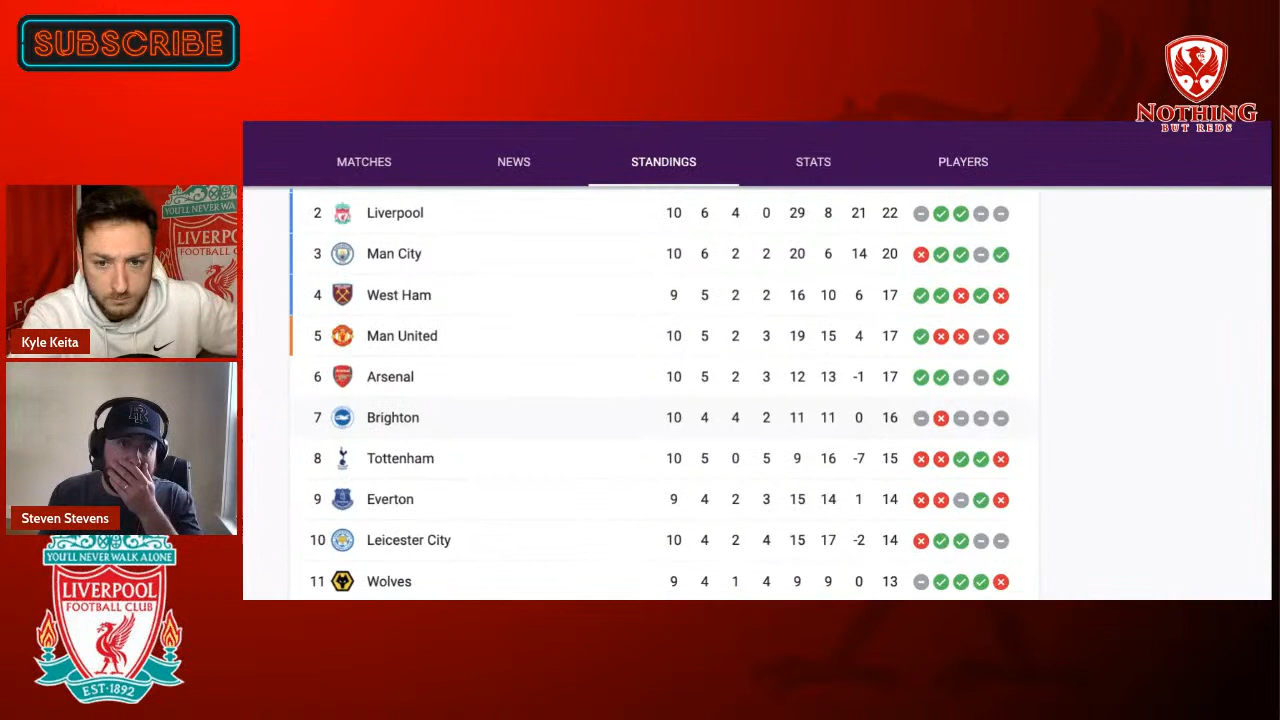 SUBSCRIBE
NOTHING
BUT REDS
MATCHES NEWS STANDINGS STATS PLAYERS
2 Liverpool 10 6 4 0 29 8 21 22
3 Man City 10 6 2 2 20 6 14 20
4 West Ham 9 5 2 2 16 10 6 17
5 Man United 10 5 2 3 19 15 4 17
6 Arsenal 10 5 2 3 12 13 -1 17
7 Brighton 10 4 4 2 11 11 0 16
8 Tottenham 10 5 0 5 9 16 -7 15
9 Everton 9 4 2 3 15 14 1 14
10 Leicester City 10 4 2 4 15 17 -2 14
11 Wolves 9 4 1 4 9 9 0 13
YOU'LL NEVER WA
LIVERPOOL
FOOTBALL C
Kyle Keita
Steven Stevens
YOU'LL NEVER WALK ALONE
LIVERPOOL
FOOTBALL CLUB
EST·1892